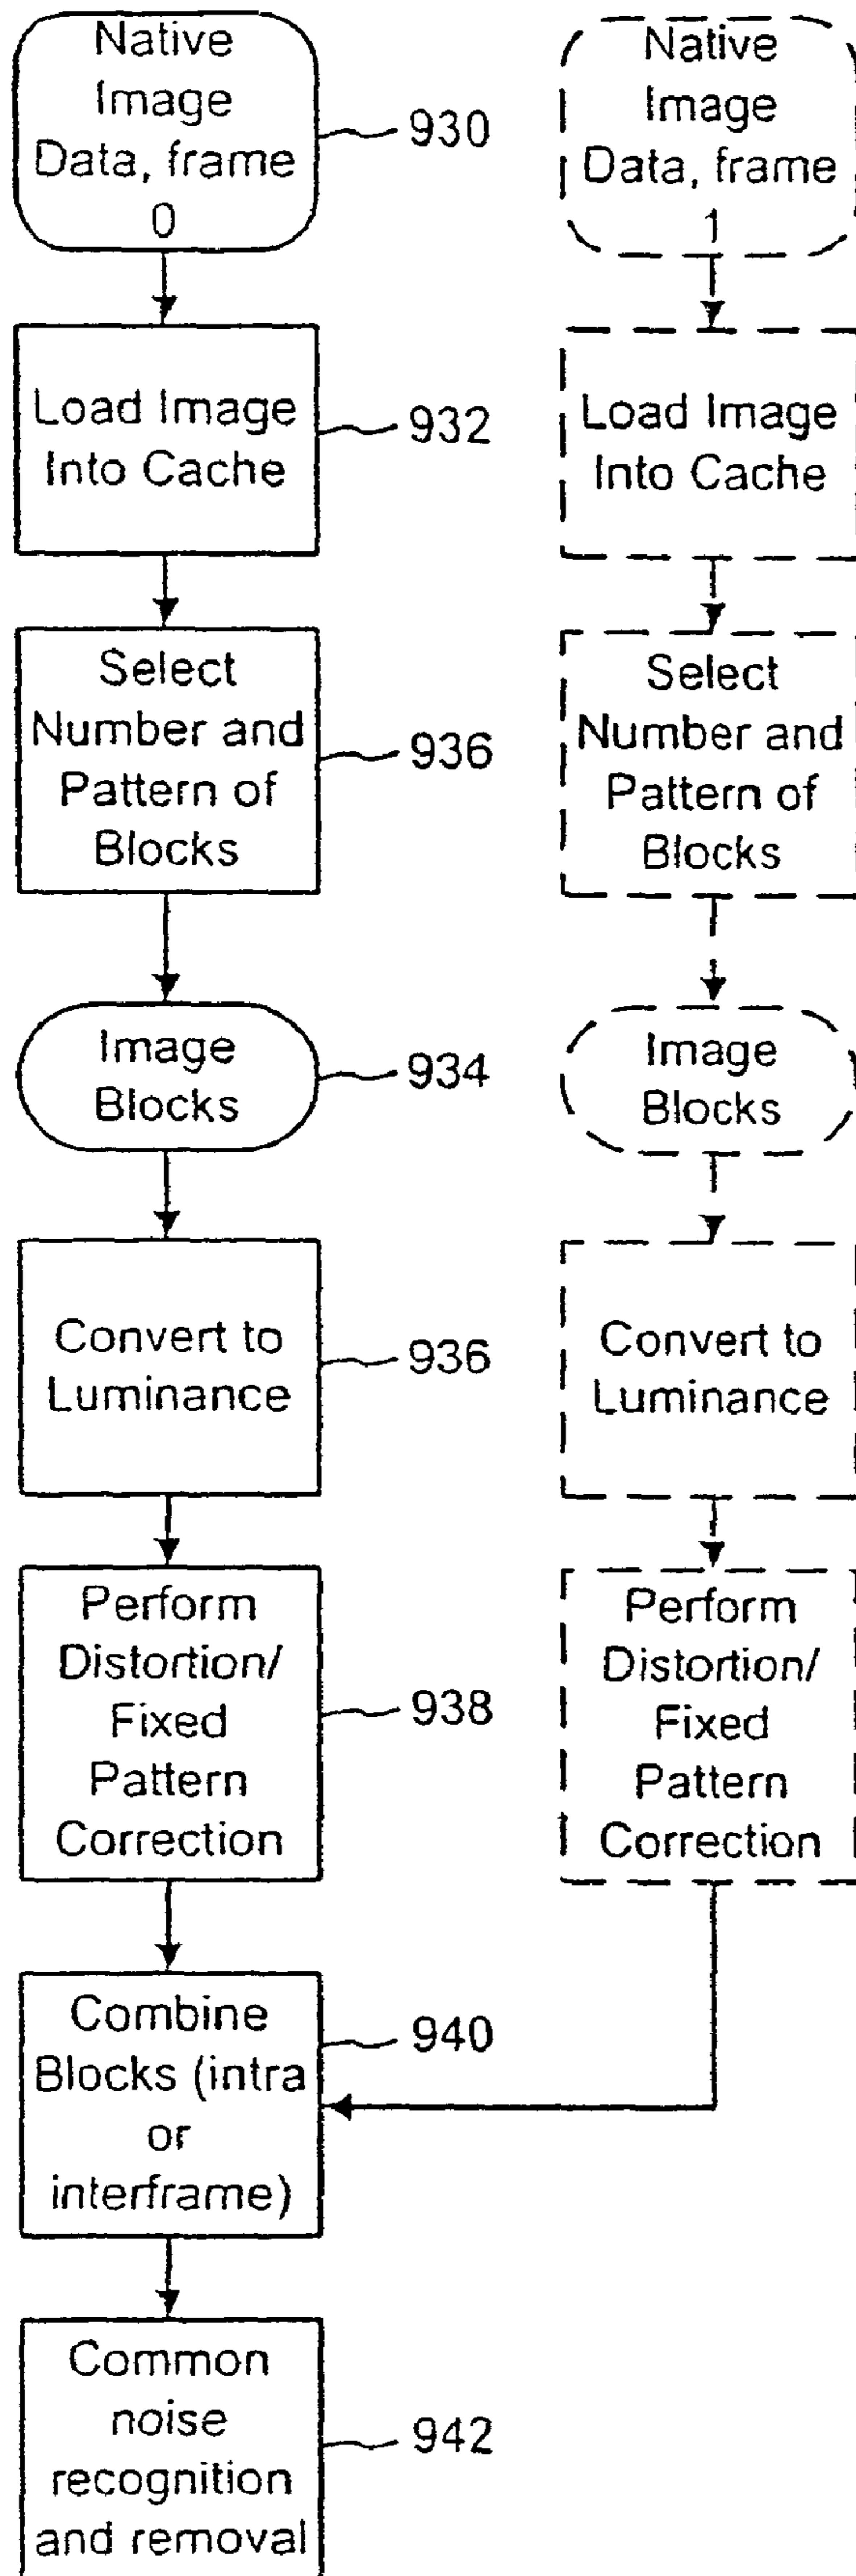 Native
Image
Data, frame
0
930
Load Image
Into Cache
932
Select
Number and
Pattern of
Blocks
936
Image
Blocks
934
Convert to
Luminance
936
Perform
Distortion/
Fixed
Pattern
Correction
938
Combine
Blocks (intra
or
interframe)
940
Common
noise
recognition
and removal
942
Native
Image
Data, frame
1
Load Image
Into Cache
Select
Number and
Pattern of
Blocks
Image
Blocks
Convert to
Luminance
Perform
Distortion/
Fixed
Pattern
Correction